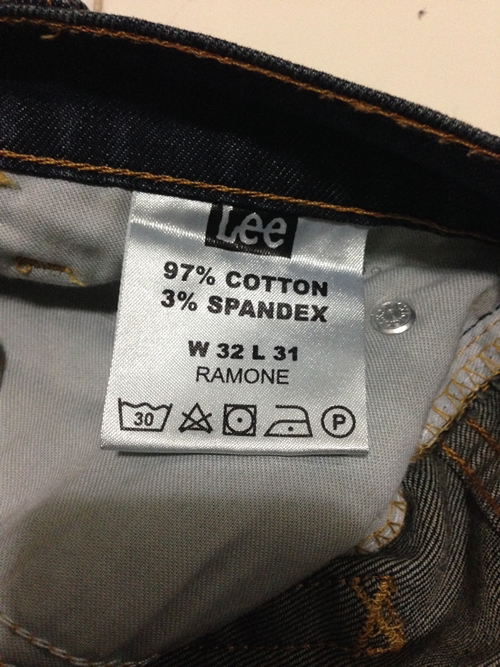 Lee
97% COTTON
3% SPANDEX
W 32 L 31
RAMONE
30 P